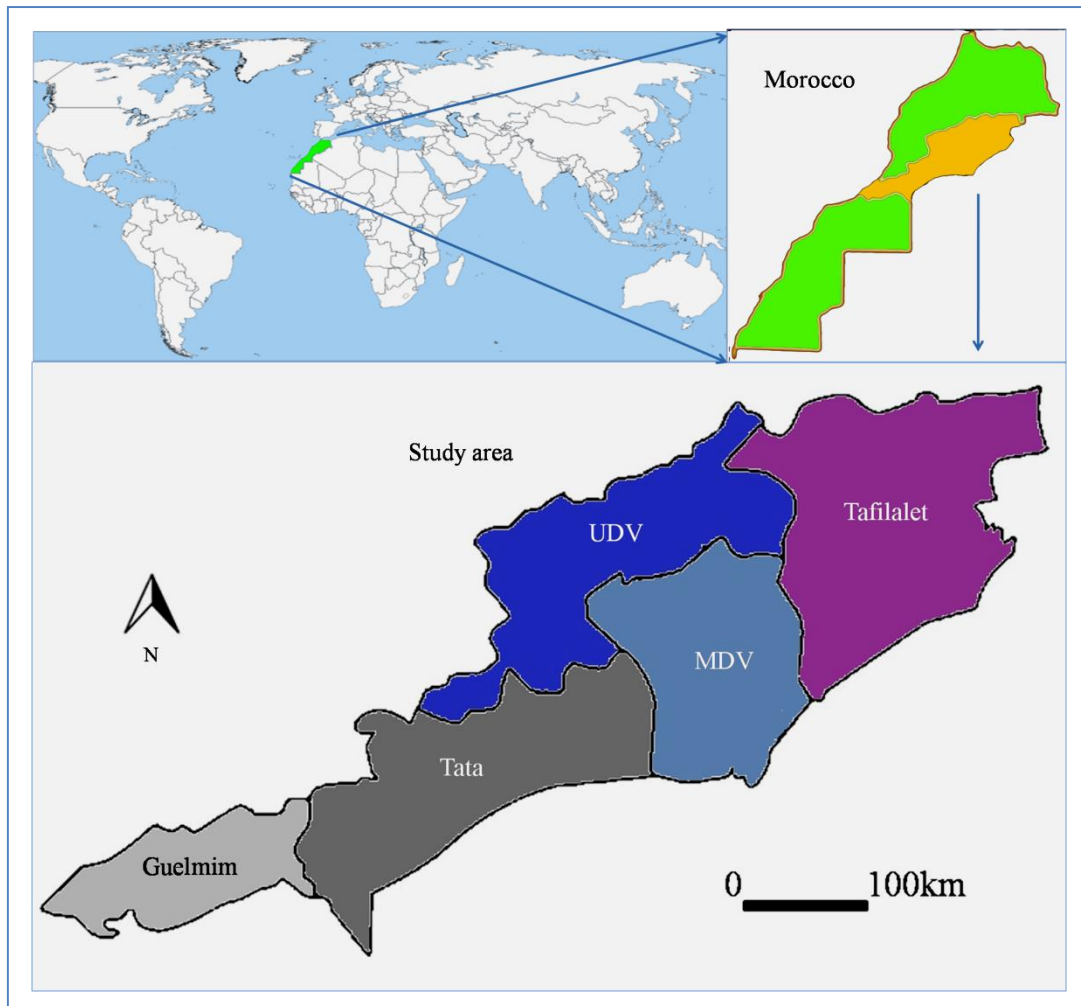 Morocco
Study area
UDV
Tafilalet
MDV
N
Tata
Guelmim
0 100km